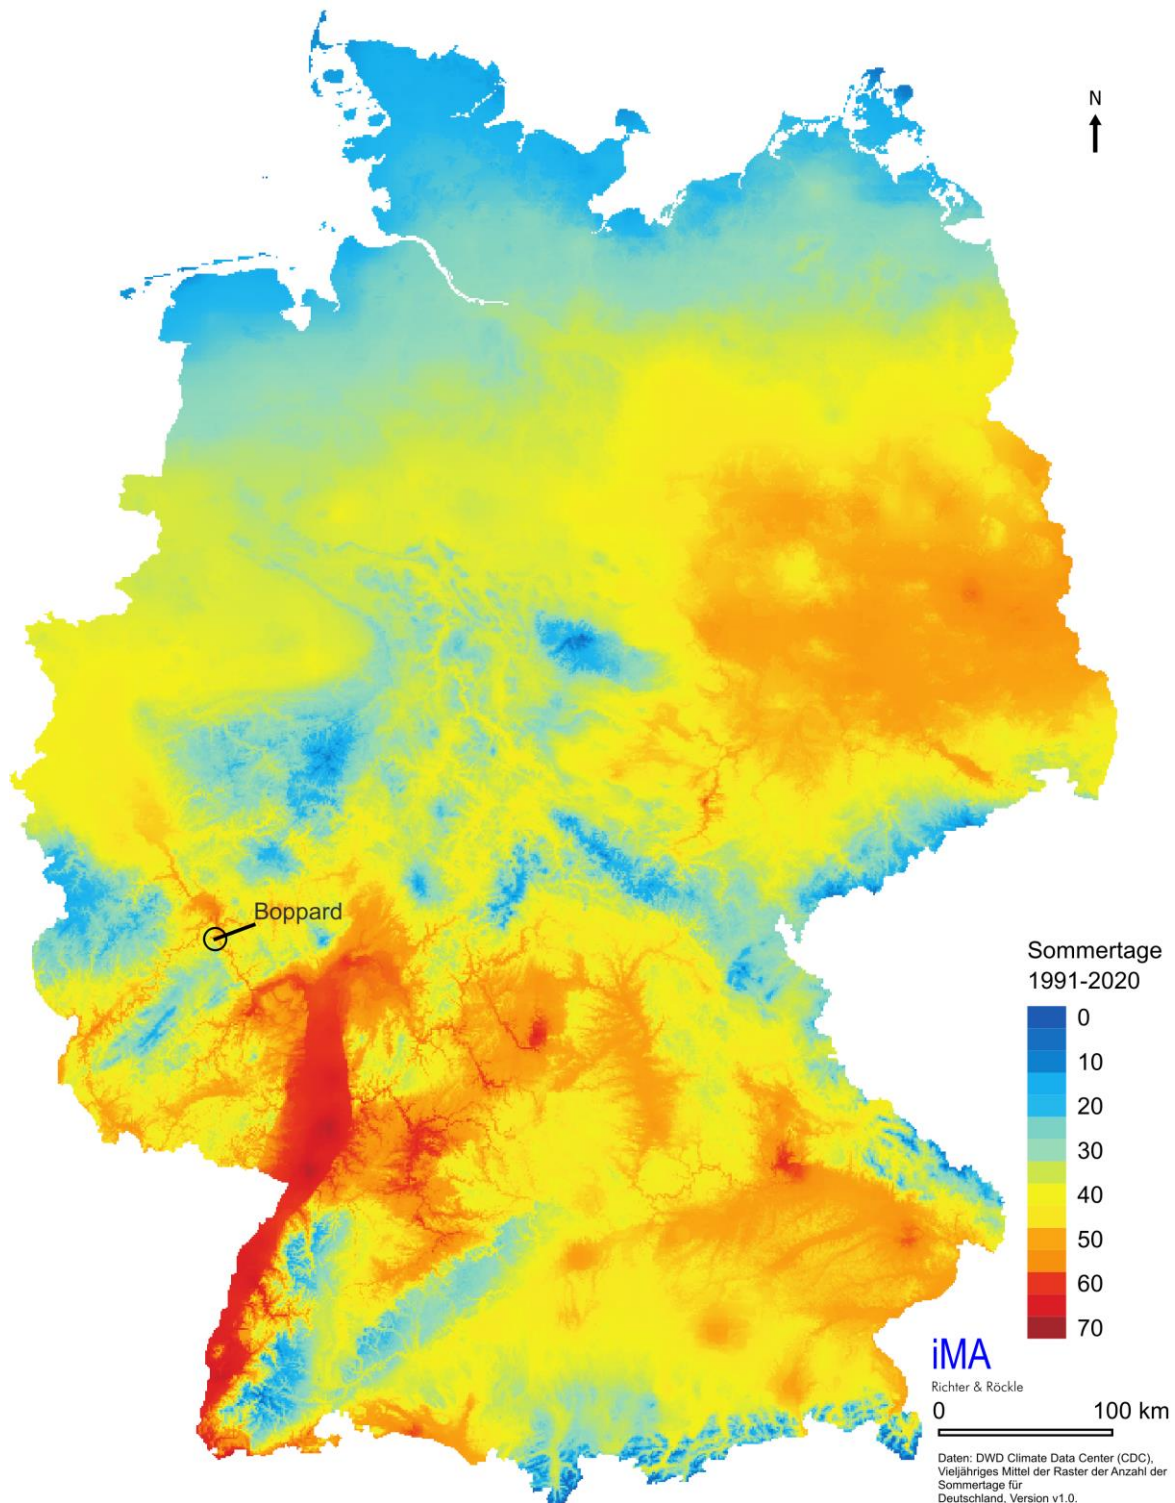 N
Boppard
Sommertage
1991-2020
0
10
20
30
40
50
60
70
iMA
Richter & Röckle
0 100 km
Daten: DWD Climate Data Center (CDC),
Vieljähriges Mittel der Raster der Anzahl der
Sommertage für
Deutschland, Version v1.0.